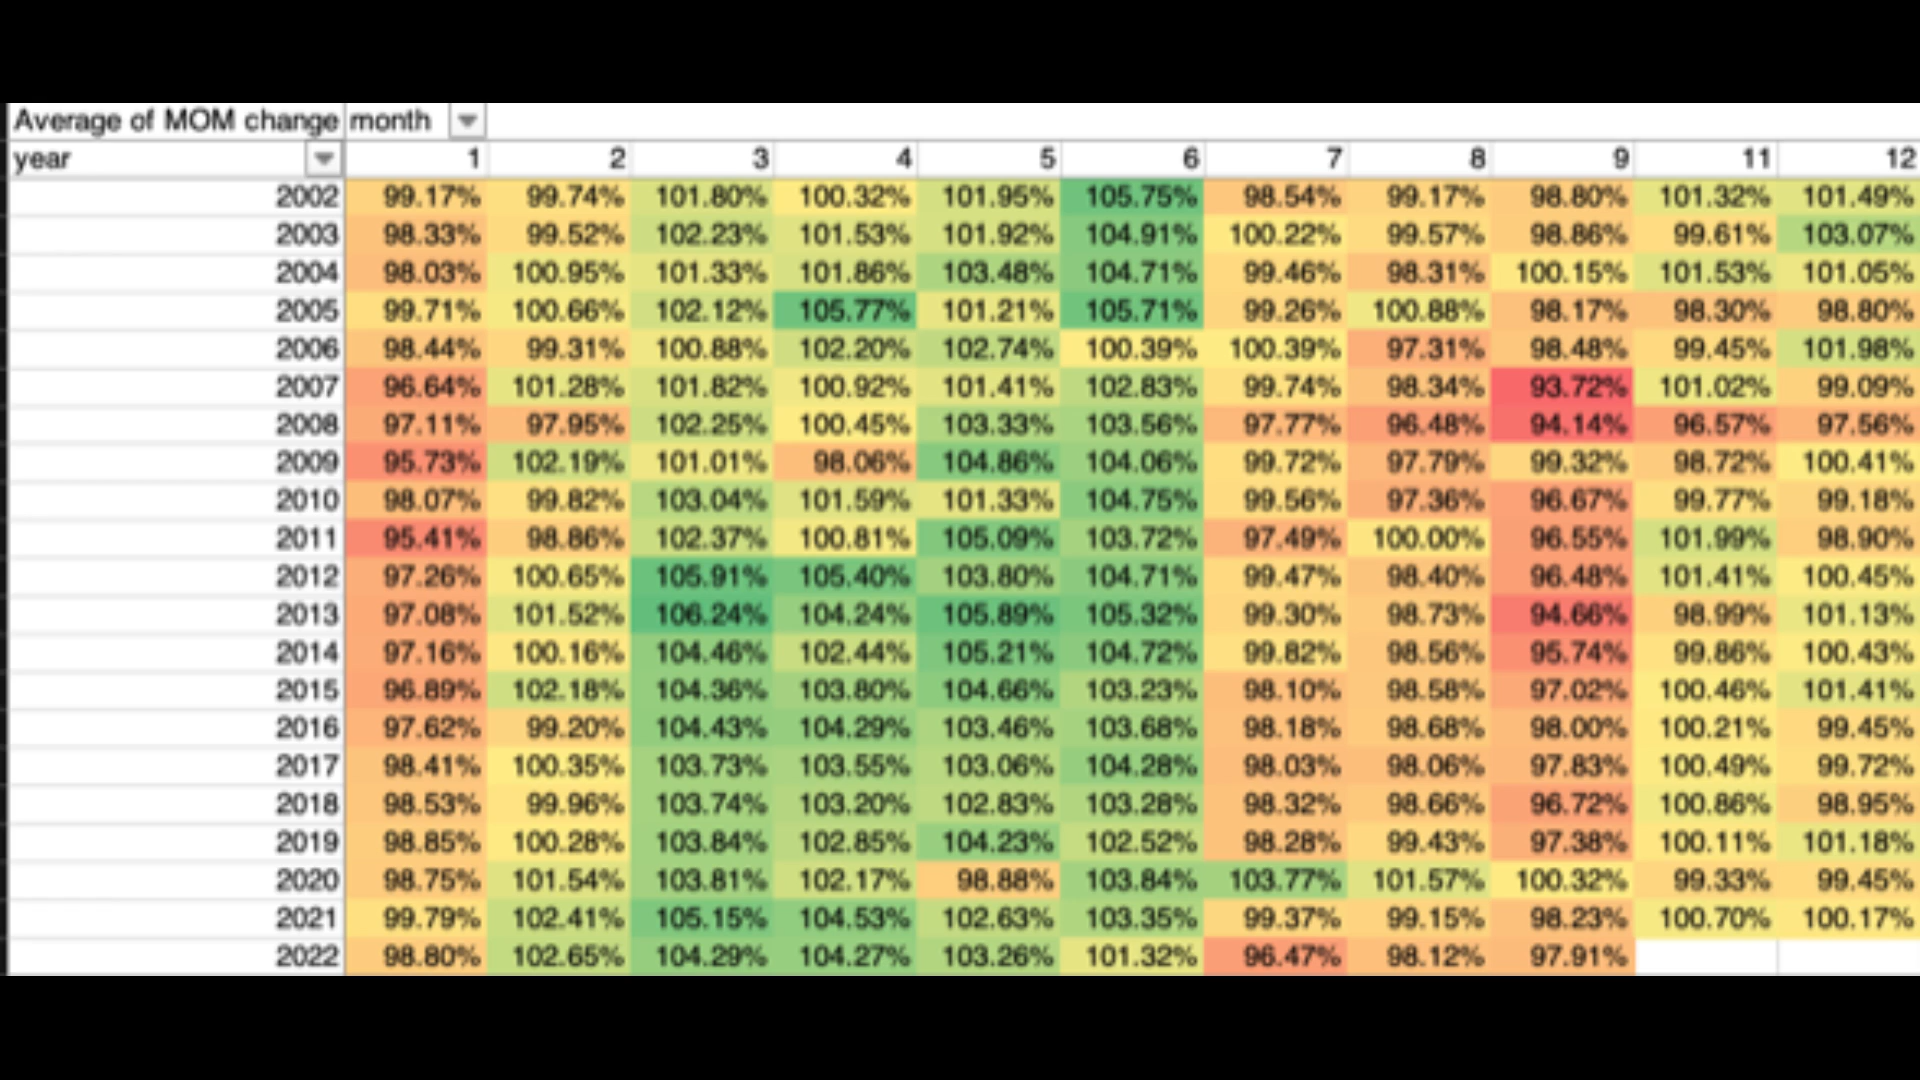 Average of MOM change month
year 1 2 3 4 5 6 7 8 9 11 12
2002 99.17% 99.74% 101.80% 100.32% 101.95% 105.75% 98.54% 99.17% 98.80% 101.32% 101.49%
2003 98.33% 99.52% 102.23% 101.53% 101.92% 104.91% 100.22% 99.57% 98.86% 99.61% 103.07%
2004 98.03% 100.95% 101.33% 101.86% 103.48% 104.71% 99.46% 98.31% 100.15% 101.53% 101.05%
2005 99.71% 100.66% 102.12% 105.77% 101.21% 105.71% 99.26% 100.88% 98.17% 98.30% 98.80%
2006 98.44% 99.31% 100.88% 102.20% 102.74% 100.39% 100.39% 97.31% 98.48% 99.45% 101.98%
2007 96.64% 101.28% 101.82% 100.92% 101.41% 102.83% 99.74% 98.34% 93.72% 101.02% 99.09%
2008 97.11% 97.95% 102.25% 100.45% 103.33% 103.56% 97.77% 96.48% 94.14% 96.57% 97.56%
2009 95.73% 102.19% 101.01% 98.06% 104.86% 104.06% 99.72% 97.79% 99.32% 98.72% 100.41%
2010 98.07% 99.82% 103.04% 101.59% 101.33% 104.75% 99.56% 97.36% 96.67% 99.77% 99.18%
2011 95.41% 98.86% 102.37% 100.81% 105.09% 103.72% 97.49% 100.00% 96.55% 101.99% 98.90%
2012 97.26% 100.65% 105.91% 105.40% 103.80% 104.71% 99.47% 98.40% 96.48% 101.41% 100.45%
2013 97.08% 101.52% 106.24% 104.24% 105.89% 105.32% 99.30% 98.73% 94.66% 98.99% 101.13%
2014 97.16% 100.16% 104.46% 102.44% 105.21% 104.72% 99.82% 98.56% 95.74% 99.86% 100.43%
2015 96.89% 102.18% 104.36% 103.80% 104.66% 103.23% 98.10% 98.58% 97.02% 100.46% 101.41%
2016 97.62% 99.20% 104.43% 104.29% 103.46% 103.68% 98.18% 98.68% 98.00% 100.21% 99.45%
2017 98.41% 100.35% 103.73% 103.55% 103.06% 104.28% 98.03% 98.06% 97.83% 100.49% 99.72%
2018 98.53% 99.96% 103.74% 103.20% 102.83% 103.28% 98.32% 98.66% 96.72% 100.86% 98.95%
2019 98.85% 100.28% 103.84% 102.85% 104.23% 102.52% 98.28% 99.43% 97.38% 100.11% 101.18%
2020 98.75% 101.54% 103.81% 102.17% 98.88% 103.84% 103.77% 101.57% 100.32% 99.33% 99.45%
2021 99.79% 102.41% 105.15% 104.53% 102.63% 103.35% 99.37% 99.15% 98.23% 100.70% 100.17%
2022 98.80% 102.65% 104.29% 104.27% 103.26% 101.32% 96.47% 98.12% 97.91%